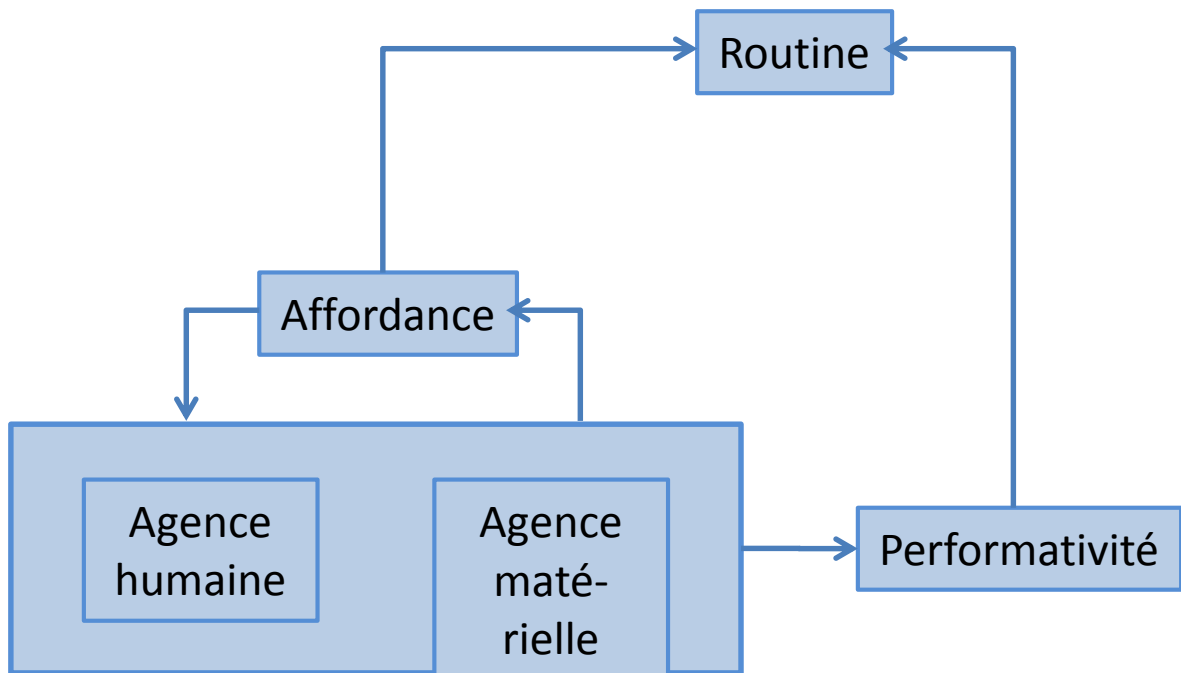 Routine
Affordance
Agence
humaine
Agence
maté-
rielle
Performativité